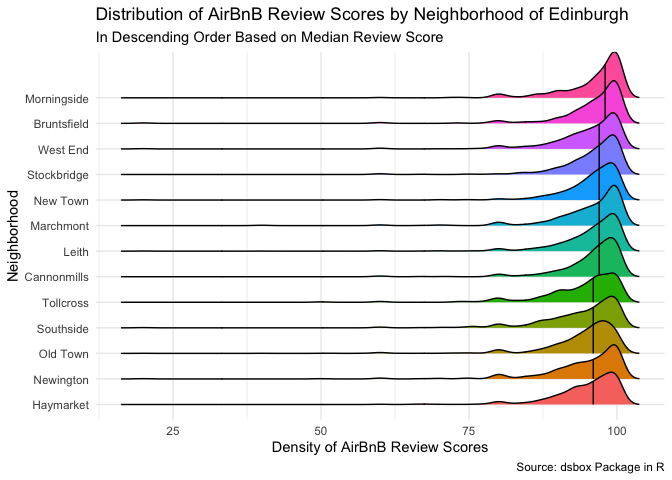 Distribution of AirBnB Review Scores by Neighborhood of Edinburgh
In Descending Order Based on Median Review Score
Neighborhood
Morningside
Bruntsfield
West End
Stockbridge
New Town
Marchmont
Leith
Cannonmills
Tollcross
Southside
Old Town
Newington
Haymarket
25 50 75 100
Density of AirBnB Review Scores
Source: dsbox Package in R